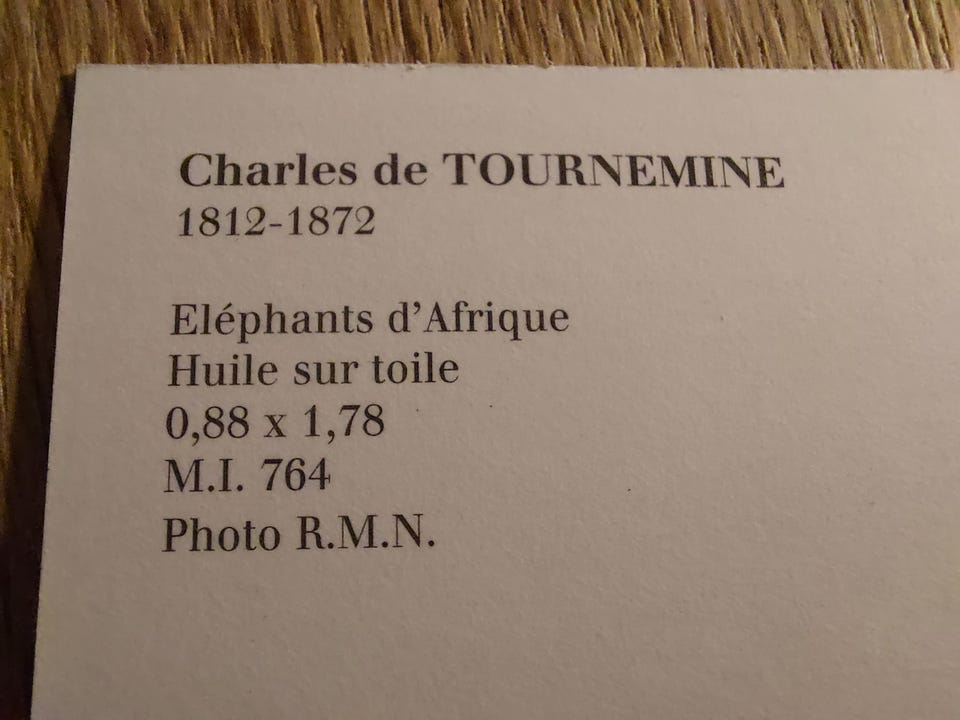 Charles de TOURNEMINE
1812-1872
Eléphants d'Afrique
Huile sur toile
0,88 x 1,78
M.I. 764
Photo R.M.N.